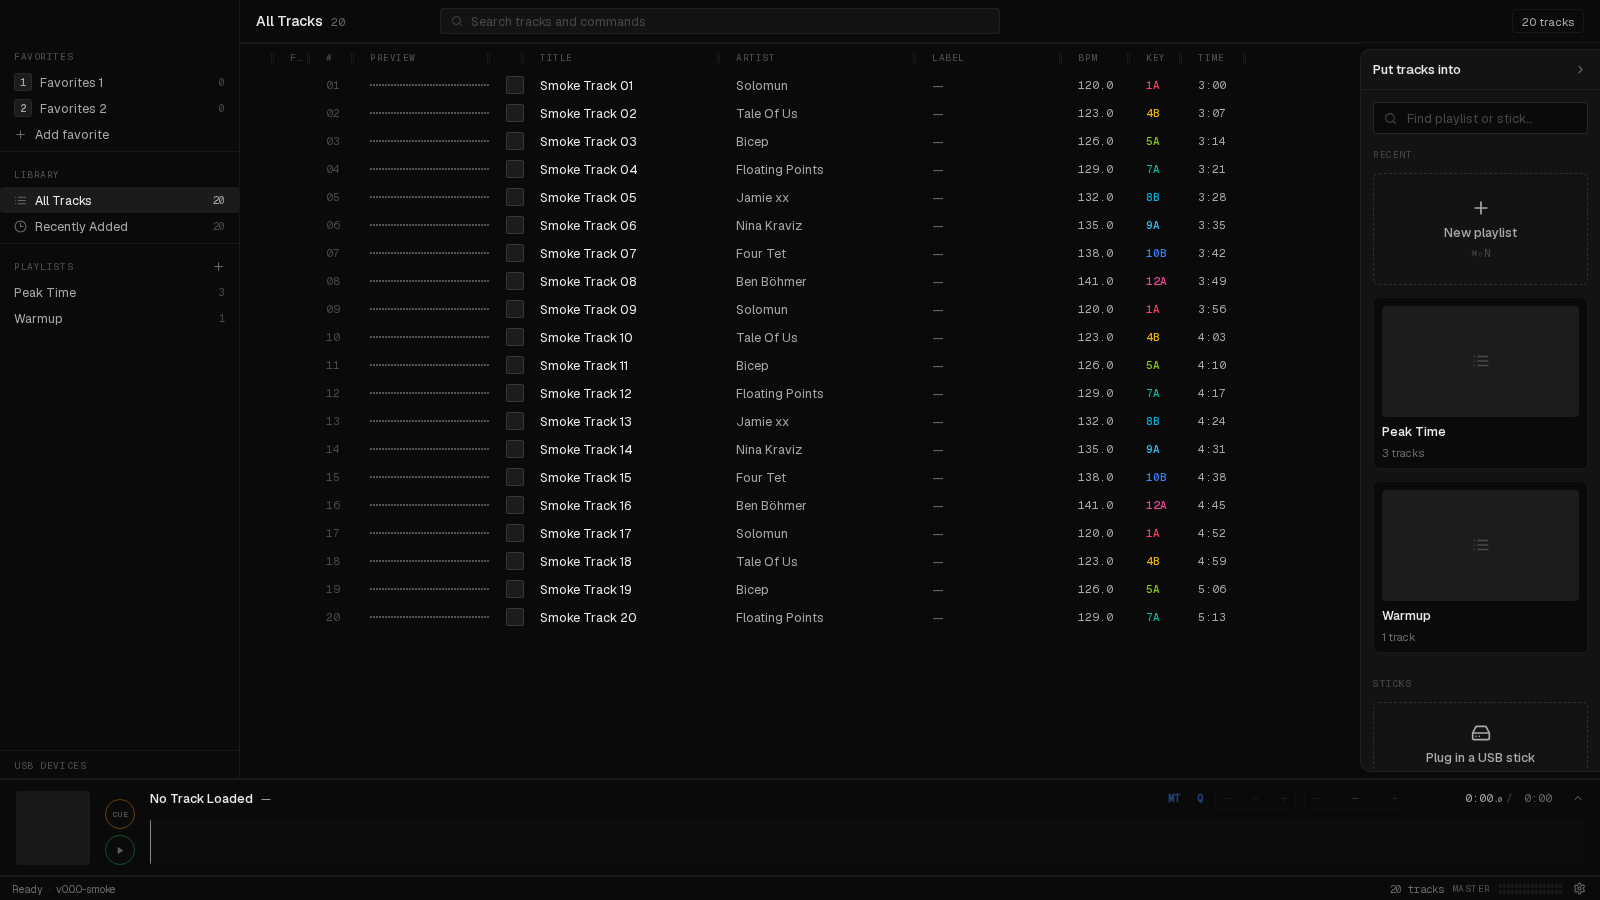 All Tracks 20
Search tracks and commands
20 tracks
FAVORITES
1 Favorites 1 0
2 Favorites 2 0
Add favorite
LIBRARY
All Tracks 20
Recently Added 20
PLAYLISTS
Peak Time 3
Warmup 1
USB DEVICES
F… # PREVIEW TITLE ARTIST LABEL BPM KEY TIME
01 Smoke Track 01 Solomun — 120.0 1A 3:00
02 Smoke Track 02 Tale Of Us — 123.0 4B 3:07
03 Smoke Track 03 Bicep — 126.0 5A 3:14
04 Smoke Track 04 Floating Points — 129.0 7A 3:21
05 Smoke Track 05 Jamie xx — 132.0 8B 3:28
06 Smoke Track 06 Nina Kraviz — 135.0 9A 3:35
07 Smoke Track 07 Four Tet — 138.0 10B 3:42
08 Smoke Track 08 Ben Böhmer — 141.0 12A 3:49
09 Smoke Track 09 Solomun — 120.0 1A 3:56
10 Smoke Track 10 Tale Of Us — 123.0 4B 4:03
11 Smoke Track 11 Bicep — 126.0 5A 4:10
12 Smoke Track 12 Floating Points — 129.0 7A 4:17
13 Smoke Track 13 Jamie xx — 132.0 8B 4:24
14 Smoke Track 14 Nina Kraviz — 135.0 9A 4:31
15 Smoke Track 15 Four Tet — 138.0 10B 4:38
16 Smoke Track 16 Ben Böhmer — 141.0 12A 4:45
17 Smoke Track 17 Solomun — 120.0 1A 4:52
18 Smoke Track 18 Tale Of Us — 123.0 4B 4:59
19 Smoke Track 19 Bicep — 126.0 5A 5:06
20 Smoke Track 20 Floating Points — 129.0 7A 5:13
Put tracks into
Find playlist or stick…
RECENT
New playlist
⌘⇧N
Peak Time
3 tracks
Warmup
1 track
STICKS
Plug in a USB stick
CUE
No Track Loaded —
MT Q — — 0:00.0 / 0:00
Ready · v0.0.0-smoke
20 tracks MASTER